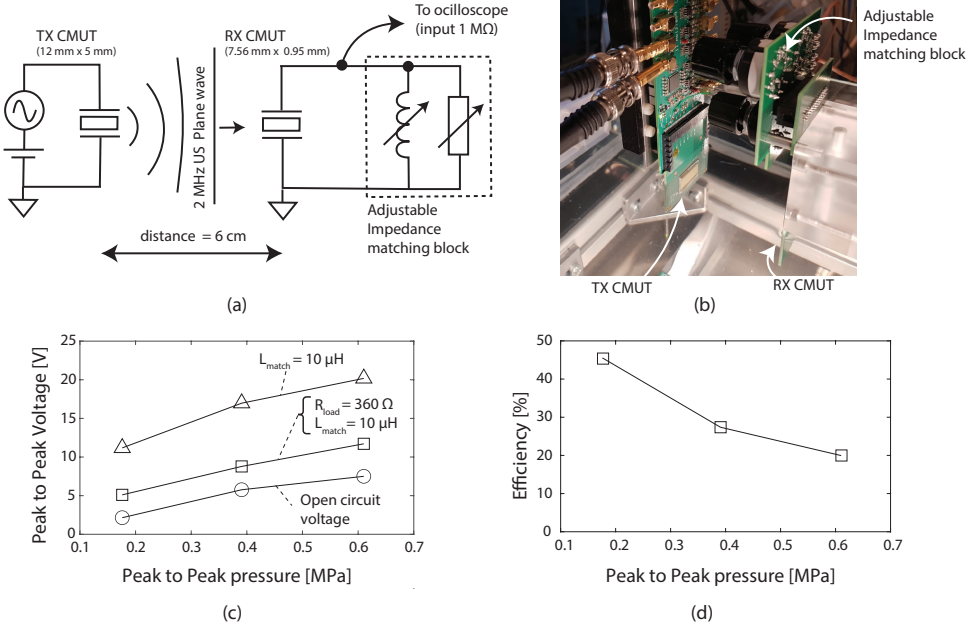 TX CMUT
(12 mm x 5 mm)
2 MHz US Plane wave
RX CMUT
(7.56 mm x 0.95 mm)
To ocilloscope
(input 1 MΩ)
Adjustable
Impedance
matching block
distance = 6 cm
(a)
Adjustable
Impedance
matching block
TX CMUT
RX CMUT
(b)
Peak to Peak Voltage [V]
25
20
15
10
5
0
L match = 10 µH
R load = 360 Ω
L match = 10 µH
Open circuit
voltage
0.1 0.2 0.3 0.4 0.5 0.6 0.7
Peak to Peak pressure [MPa]
(c)
Efficiency [%]
50
40
30
20
10
0
0.1 0.2 0.3 0.4 0.5 0.6 0.7
Peak to Peak pressure [MPa]
(d)